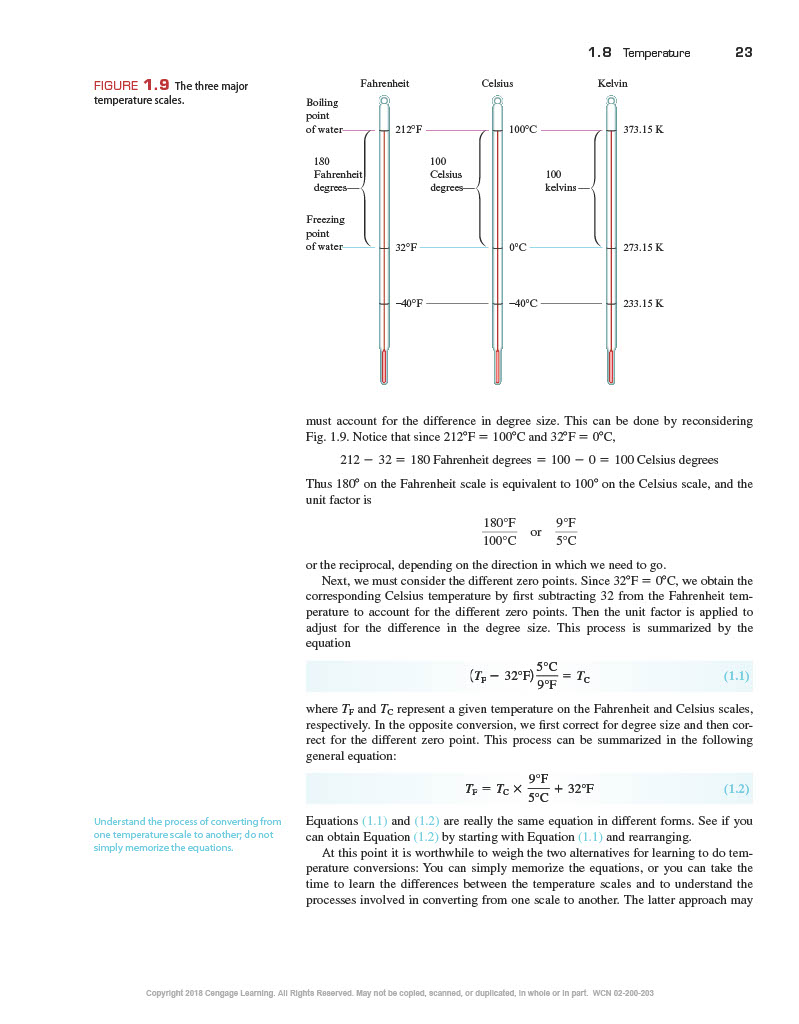 1.8 Temperature 23
FIGURE 1.9 The three major
temperature scales.
Fahrenheit Celsius Kelvin
Boiling
point
of water
212°F 100°C 373.15 K
180
Fahrenheit
degrees
100
Celsius
degrees
100
kelvins
Freezing
point
of water
32°F 0°C 273.15 K
–40°F –40°C 233.15 K
must account for the difference in degree size. This can be done by reconsidering
Fig. 1.9. Notice that since 212°F = 100°C and 32°F = 0°C,
212 − 32 = 180 Fahrenheit degrees = 100 − 0 = 100 Celsius degrees
Thus 180° on the Fahrenheit scale is equivalent to 100° on the Celsius scale, and the
unit factor is
180°F/100°C or 9°F/5°C
or the reciprocal, depending on the direction in which we need to go.
Next, we must consider the different zero points. Since 32°F = 0°C, we obtain the
corresponding Celsius temperature by first subtracting 32 from the Fahrenheit tem-
perature to account for the different zero points. Then the unit factor is applied to
adjust for the difference in the degree size. This process is summarized by the
equation
(T_F − 32°F) 5°C/9°F = T_C (1.1)
where T_F and T_C represent a given temperature on the Fahrenheit and Celsius scales,
respectively. In the opposite conversion, we first correct for degree size and then cor-
rect for the different zero point. This process can be summarized in the following
general equation:
T_F = T_C × 9°F/5°C + 32°F (1.2)
Understand the process of converting from
one temperature scale to another; do not
simply memorize the equations.
Equations (1.1) and (1.2) are really the same equation in different forms. See if you
can obtain Equation (1.2) by starting with Equation (1.1) and rearranging.
At this point it is worthwhile to weigh the two alternatives for learning to do tem-
perature conversions: You can simply memorize the equations, or you can take the
time to learn the differences between the temperature scales and to understand the
processes involved in converting from one scale to another. The latter approach may
Copyright 2018 Cengage Learning. All Rights Reserved. May not be copied, scanned, or duplicated, in whole or in part. WCN 02-200-203